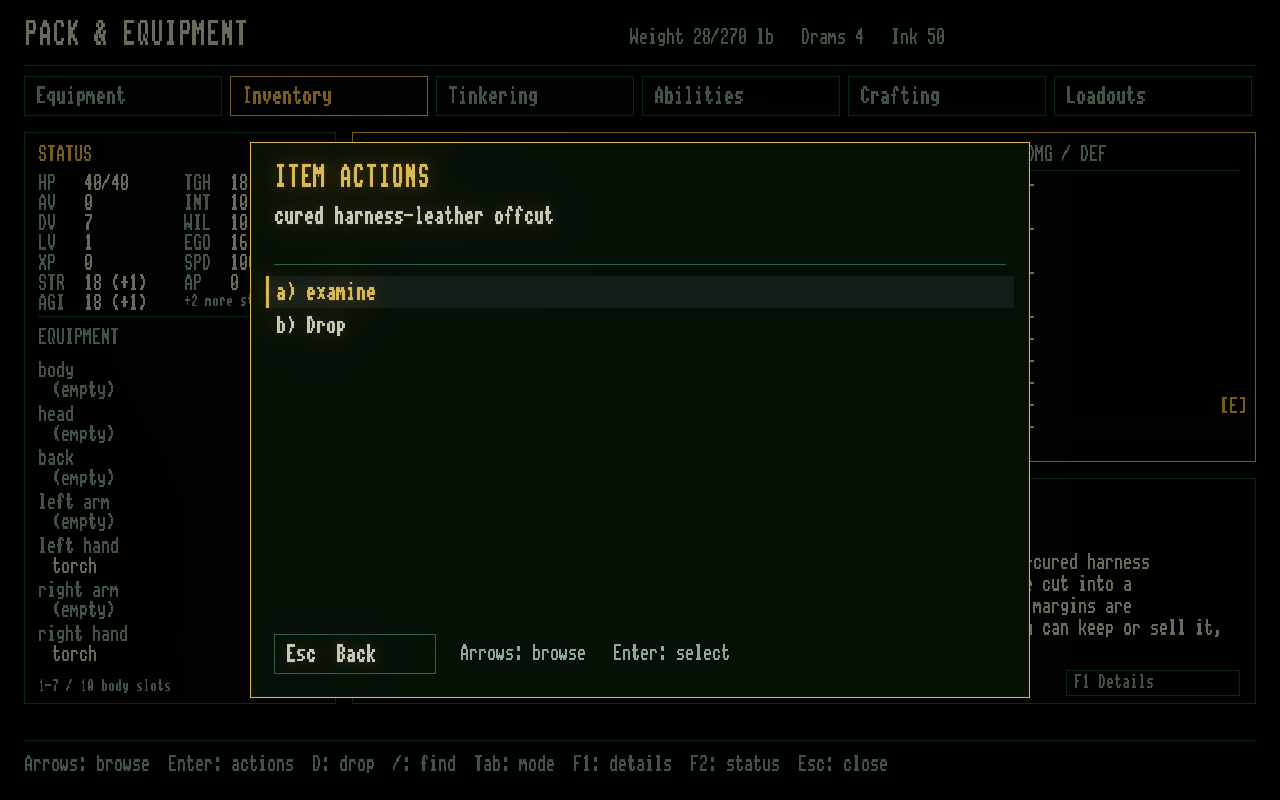 PACK & EQUIPMENT
Weight 28/270 lb Drams 4 Ink 50
Equipment Inventory Tinkering Abilities Crafting Loadouts
STATUS
HP 40/40 TGH 18
AV 0 INT 10
DV 7 WIL 10
LV 1 EGO 16
XP 0 SPD 10
STR 18 (+1) AP 0
AGI 18 (+1) +2 more
EQUIPMENT
body
(empty)
head
(empty)
back
(empty)
left arm
(empty)
left hand
torch
right arm
(empty)
right hand
torch
1-7 / 10 body slots
ITEM ACTIONS
cured harness-leather offcut
a) examine
b) Drop
Esc Back Arrows: browse Enter: select
DMG / DEF
[E]
-cured harness
cut into a
margins are
can keep or sell it,
F1 Details
Arrows: browse Enter: actions D: drop /: find Tab: mode F1: details F2: status Esc: close